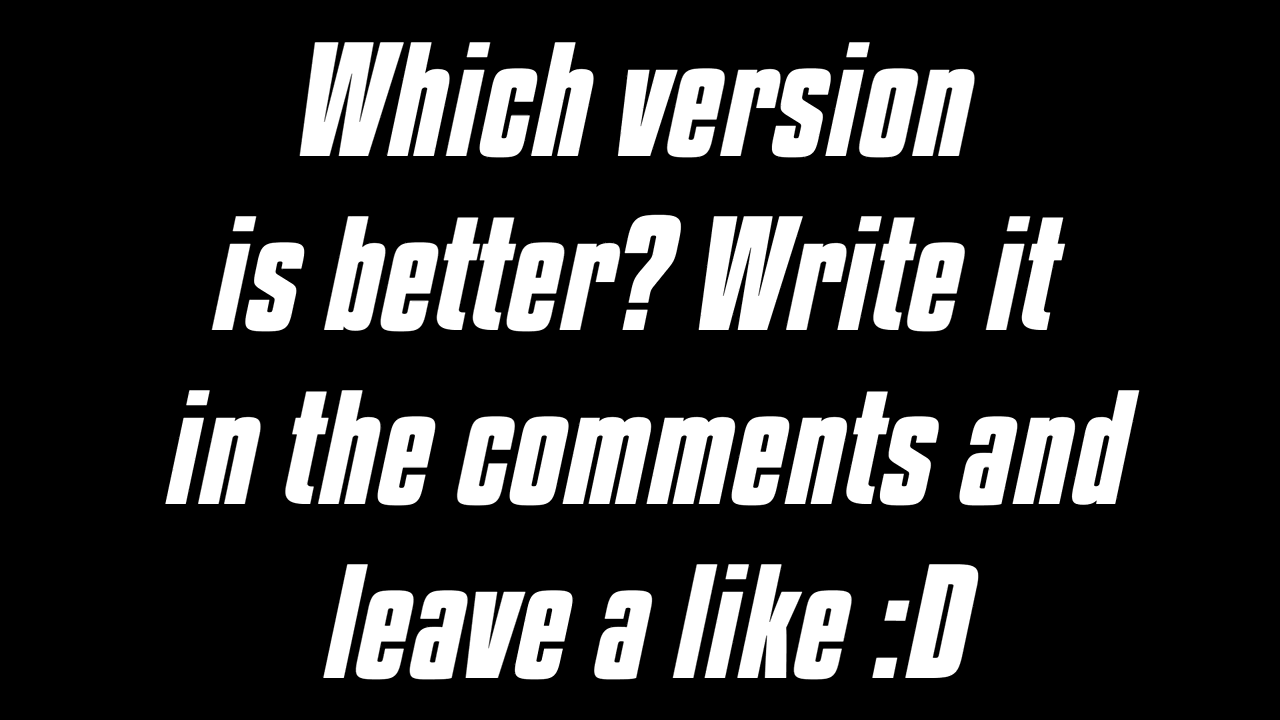 Which version
is better? Write it
in the comments and
leave a like :D